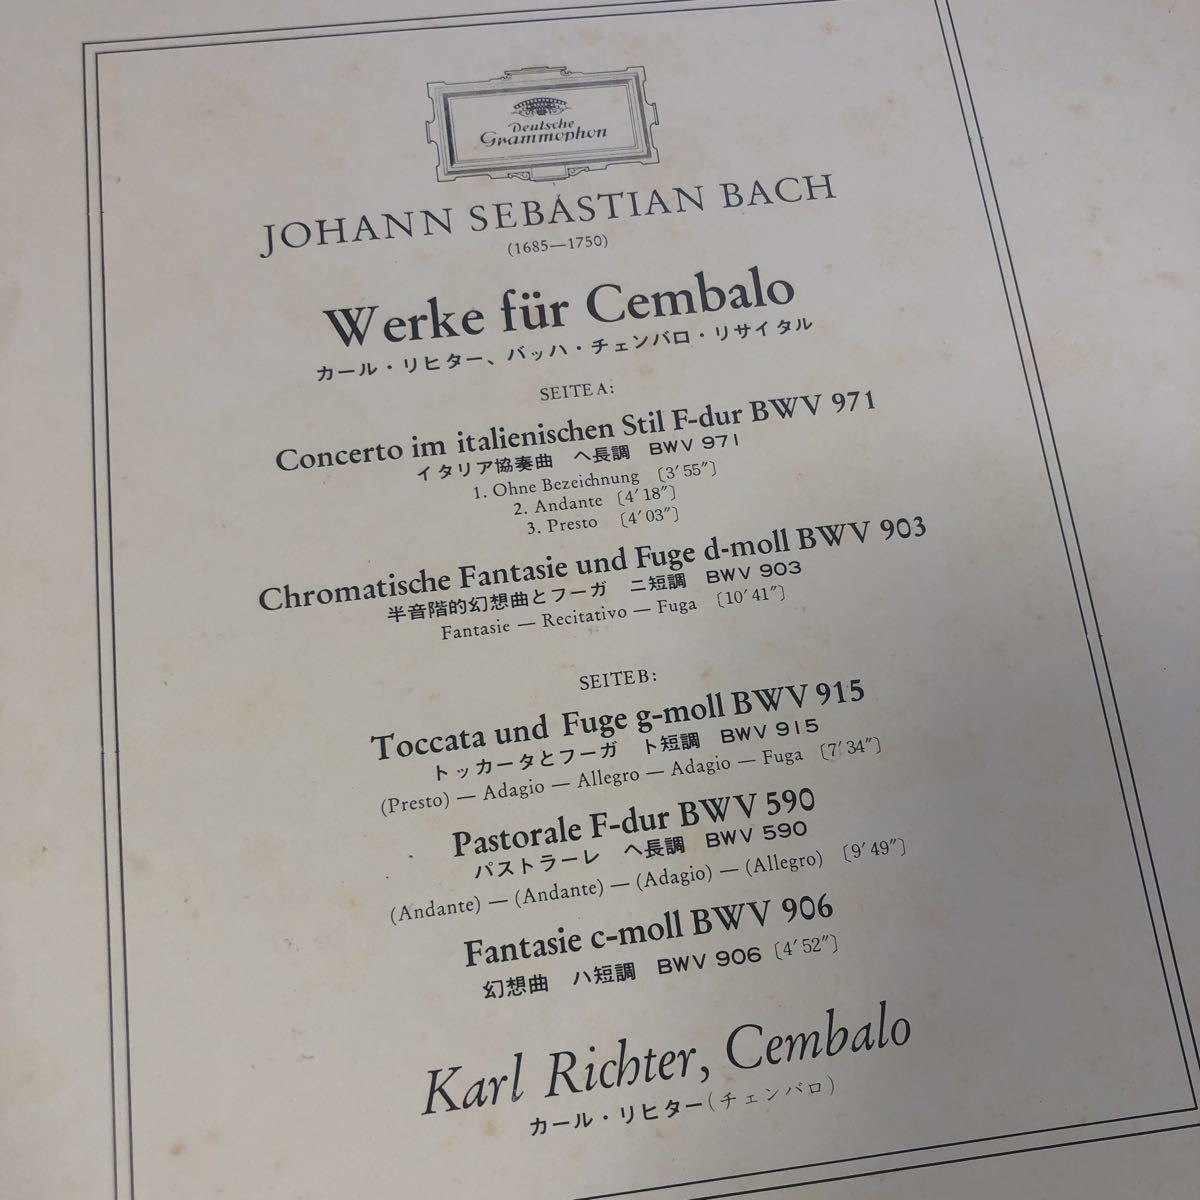 Deutsche
Grammophon
JOHANN SEBASTIAN BACH
(1685—1750)
Werke für Cembalo
カール・リヒター、バッハ・チェンバロ・リサイタル
SEITE A:
Concerto im italienischen Stil F-dur BWV 971
イタリア協奏曲 ヘ長調 BWV 971
1. Ohne Bezeichnung 〔3′55″〕
2. Andante 〔4′18″〕
3. Presto 〔4′03″〕
Chromatische Fantasie und Fuge d-moll BWV 903
半音階的幻想曲とフーガ ニ短調 BWV 903
Fantasie — Recitativo — Fuga 〔10′41″〕
SEITE B:
Toccata und Fuge g-moll BWV 915
トッカータとフーガ ト短調 BWV 915
(Presto) — Adagio — Allegro — Adagio — Fuga 〔7′34″〕
Pastorale F-dur BWV 590
パストラーレ ヘ長調 BWV 590
(Andante) — (Andante) — (Adagio) — (Allegro) 〔9′49″〕
Fantasie c-moll BWV 906
幻想曲 ハ短調 BWV 906 〔4′52″〕
Karl Richter, Cembalo
カール・リヒター(チェンバロ)